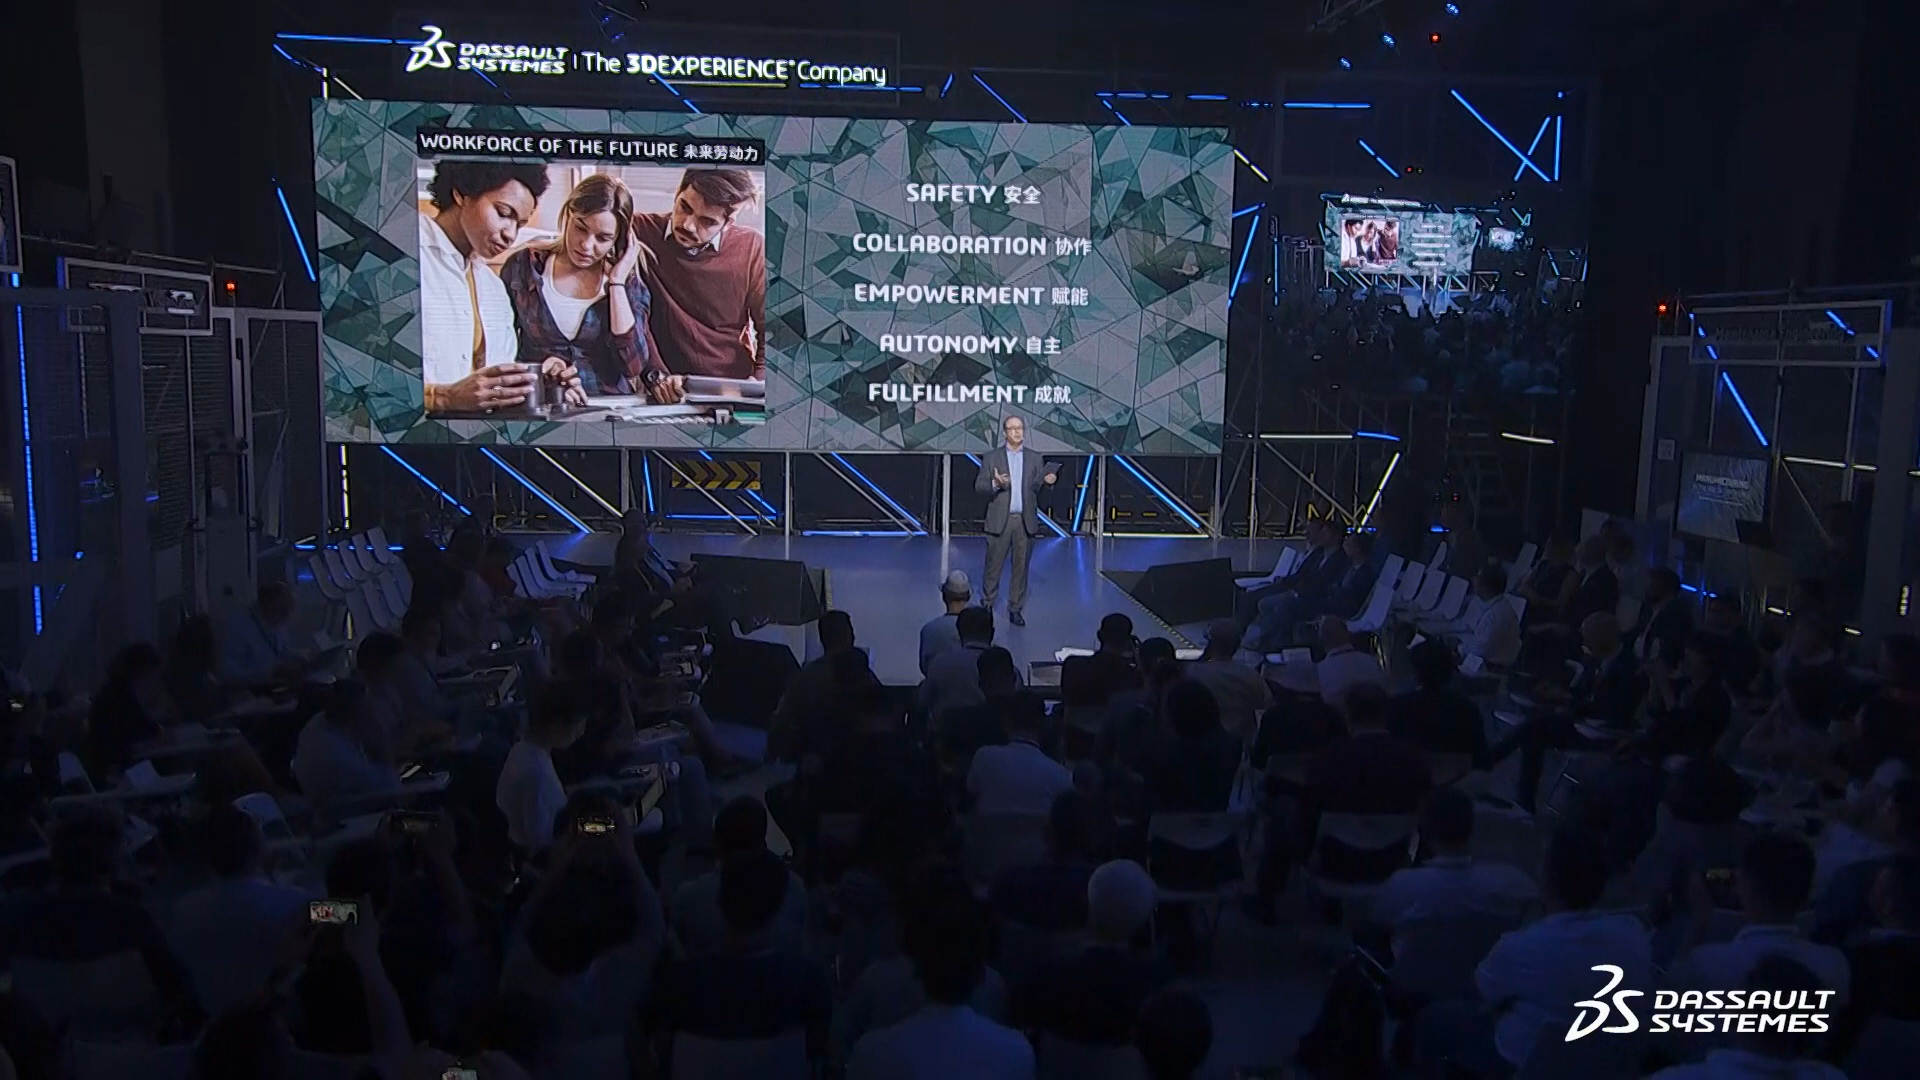 DASSAULT SYSTEMES | The 3DEXPERIENCE® Company
WORKFORCE OF THE FUTURE 未来劳动力
SAFETY 安全
COLLABORATION 协作
EMPOWERMENT 赋能
AUTONOMY 自主
FULFILLMENT 成就
MANUFACTURING
DASSAULT
SYSTEMES